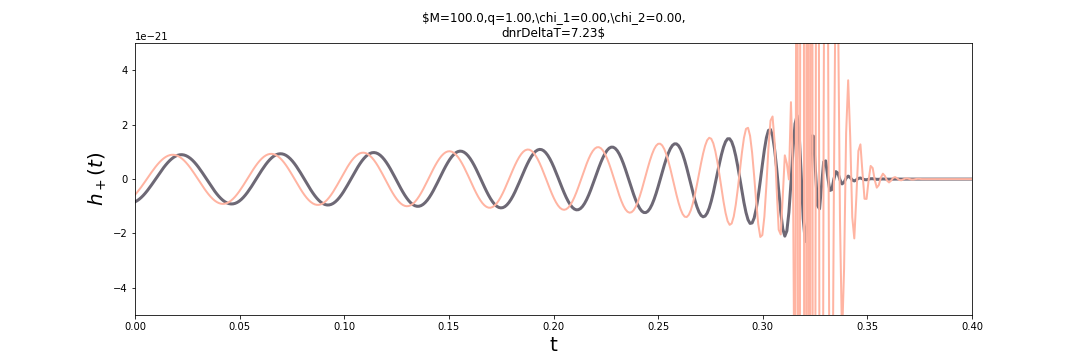 $M=100.0,q=1.00,\chi_1=0.00,\chi_2=0.00,
dnrDeltaT=7.23$
1e−21
4
2
0
−2
−4
h+(t)
0.00 0.05 0.10 0.15 0.20 0.25 0.30 0.35 0.40
t